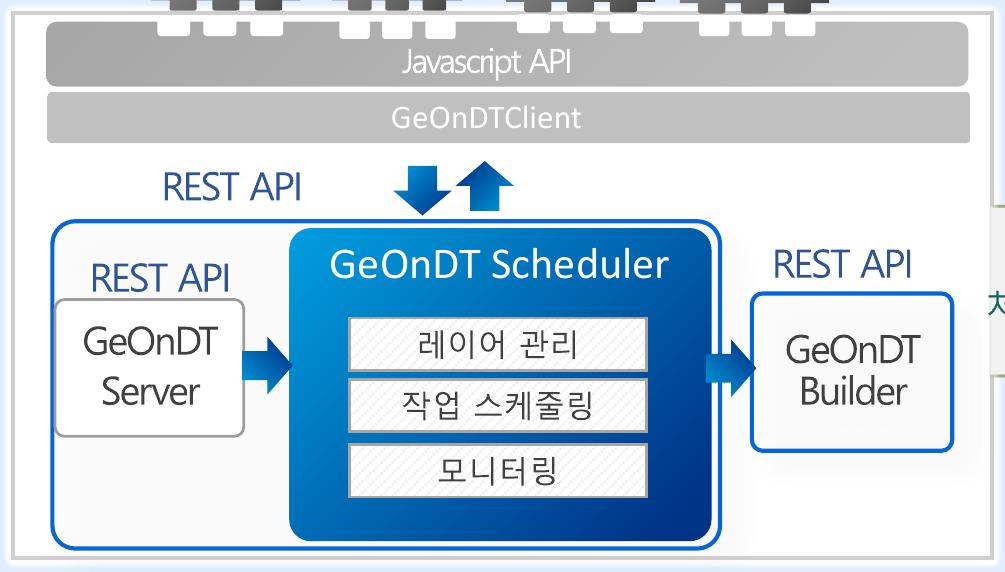 Javascript API
GeOnDTClient
REST API
GeOnDT Scheduler
REST API
GeOnDT
Server
레이어 관리
작업 스케줄링
모니터링
REST API
GeOnDT
Builder